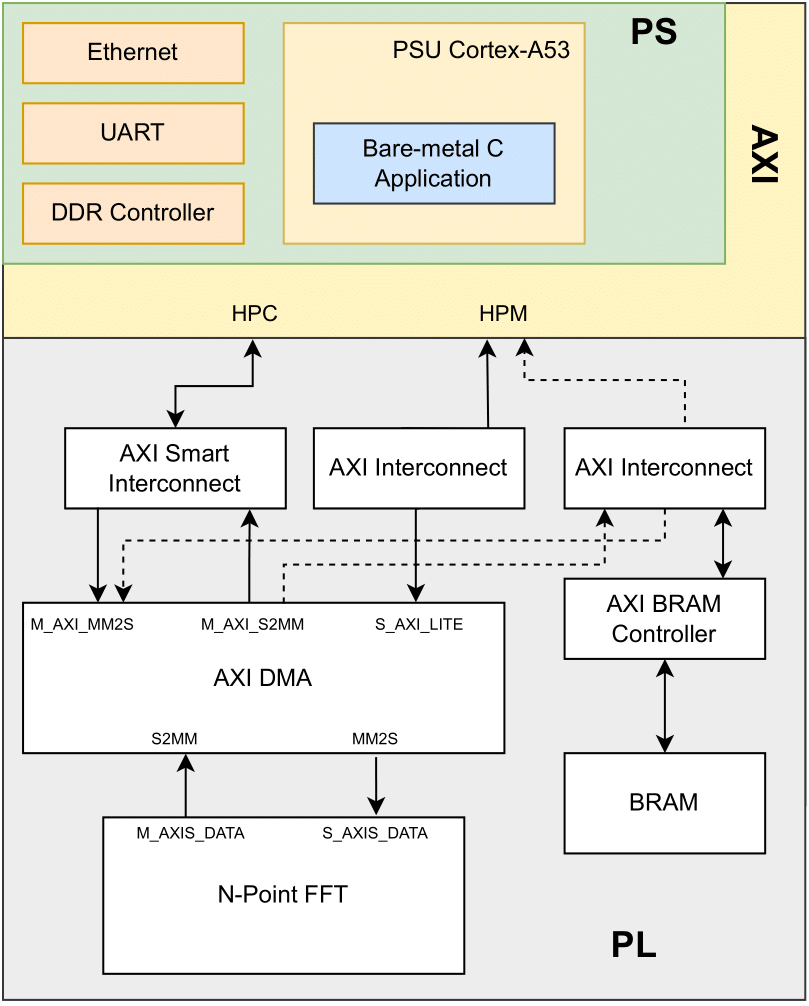 PS
Ethernet
PSU Cortex-A53
UART
Bare-metal C
Application
DDR Controller
AXI
HPC
HPM
AXI Smart
Interconnect
AXI Interconnect
AXI Interconnect
M_AXI_MM2S
M_AXI_S2MM
S_AXI_LITE
AXI DMA
S2MM
MM2S
AXI BRAM
Controller
BRAM
M_AXIS_DATA
S_AXIS_DATA
N-Point FFT
PL